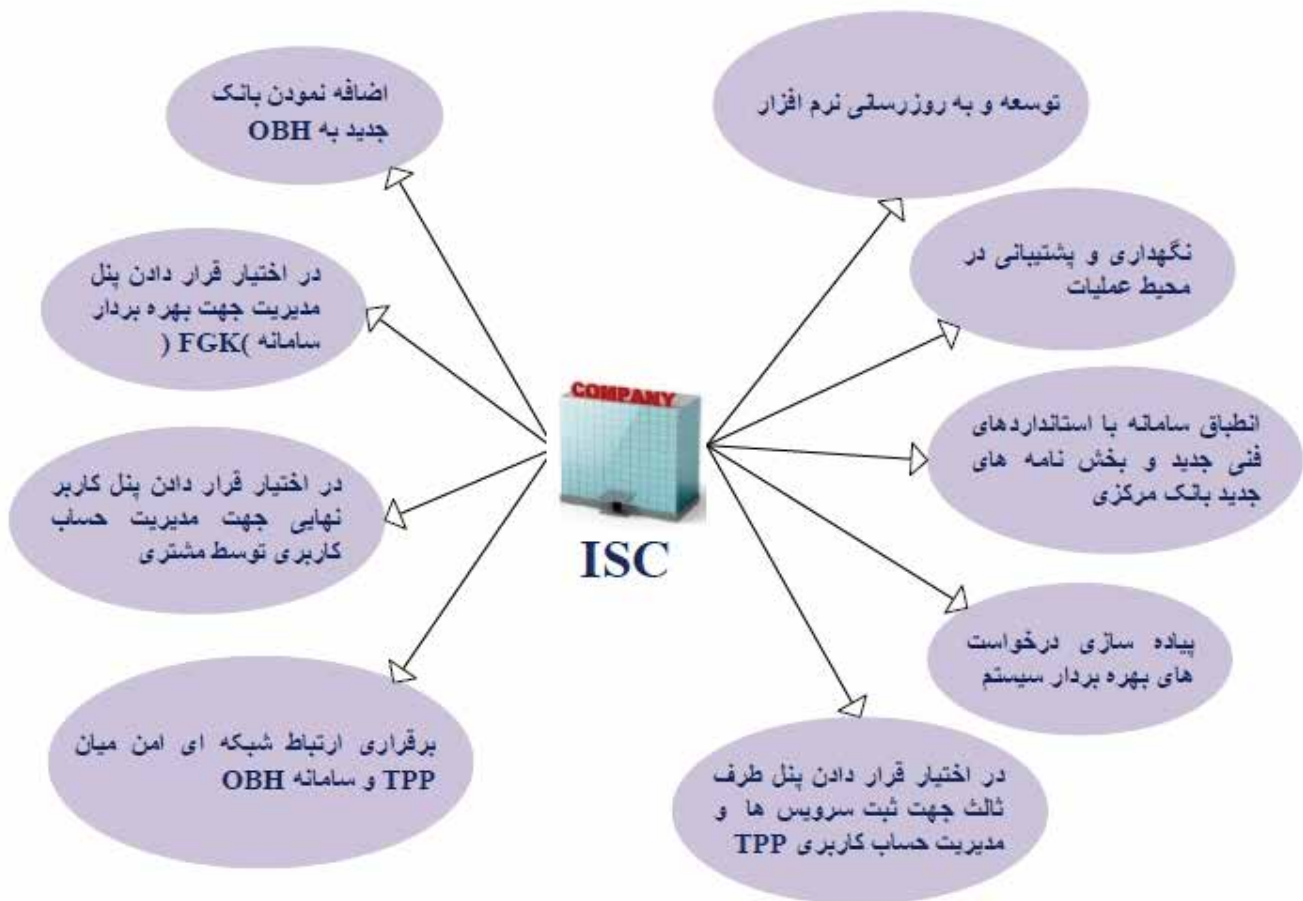 توسعه و به روزرسانی نرم افزار
نگهداری و پشتیبانی در
محیط عملیات
انطباق سامانه با استانداردهای
فنی جدید و بخش نامه های
جدید بانک مرکزی
پیاده سازی درخواست
های بهره بردار سیستم
در اختیار قرار دادن پنل طرف
ثالث جهت ثبت سرویس ها و
مدیریت حساب کاربری TPP
COMPANY
ISC
اضافه نمودن بانک
جدید به OBH
در اختیار قرار دادن پنل
مدیریت جهت بهره بردار
سامانه )FGK (
در اختیار قرار دادن پنل کاربر
نهایی جهت مدیریت حساب
کاربری توسط مشتری
برقراری ارتباط شبکه ای امن میان
TPP و سامانه OBH